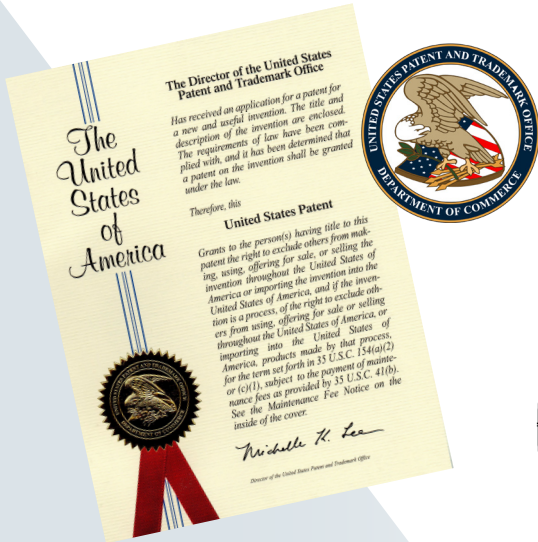 The
United
States
of
America
The Director of the United States
Patent and Trademark Office
Has received an application for a patent for
a new and useful invention. The title and
description of the invention are enclosed.
The requirements of law have been com-
plied with, and it has been determined that
a patent on the invention shall be granted
under the law.
Therefore, this
United States Patent
Grants to the person(s) having title to this
patent the right to exclude others from mak-
ing, using, offering for sale, or selling the
invention throughout the United States of
America or importing the invention into the
United States of America, and if the inven-
tion is a process, of the right to exclude oth-
ers from using, offering for sale or selling
throughout the United States of America, or
importing into the United States of
America, products made by that process,
for the term set forth in 35 U.S.C. 154(a)(2)
or (c)(1), subject to the payment of mainte-
nance fees as provided by 35 U.S.C. 41(b).
See the Maintenance Fee Notice on the
inside of the cover.
Michelle K. Lee
Director of the United States Patent and Trademark Office
UNITED STATES PATENT AND TRADEMARK OFFICE
DEPARTMENT OF COMMERCE
UNITED STATES PATENT AND TRADEMARK OFFICE
DEPARTMENT OF COMMERCE